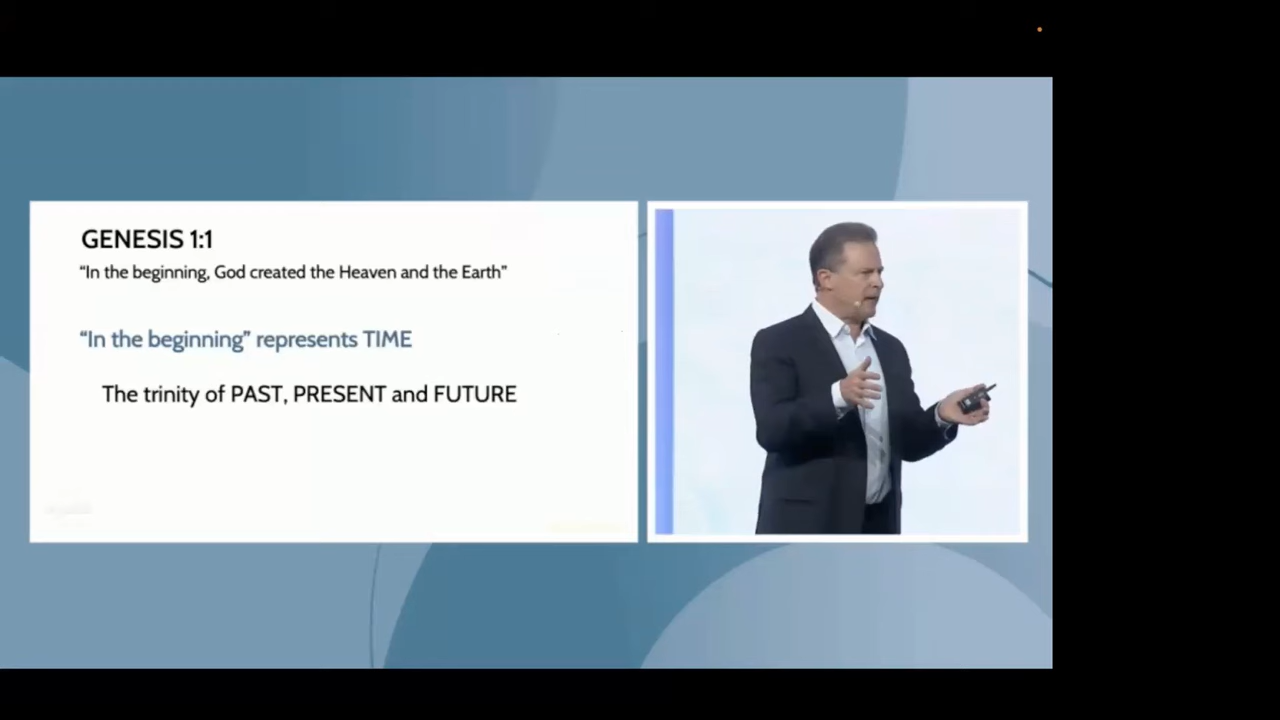 GENESIS 1:1
“In the beginning, God created the Heaven and the Earth”
“In the beginning” represents TIME
The trinity of PAST, PRESENT and FUTURE